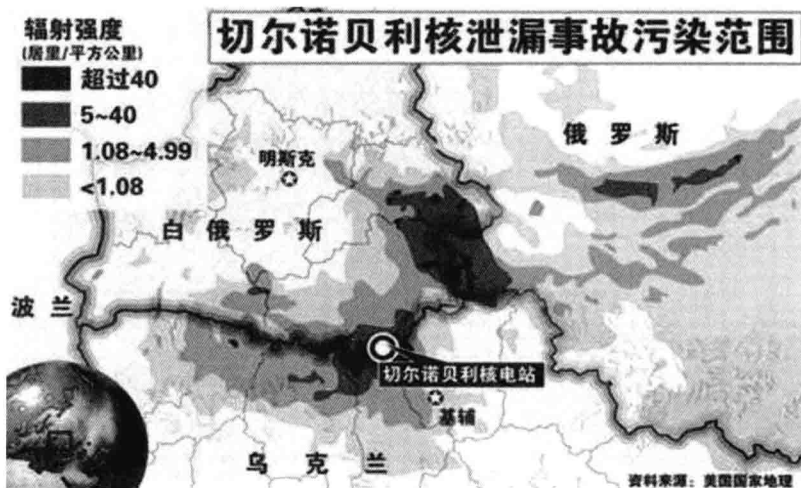 切尔诺贝利核泄漏事故污染范围
辐射强度
(居里/平方公里)
超过40
5~40
1.08~4.99
<1.08
俄罗斯
明斯克
白俄罗斯
波兰
切尔诺贝利核电站
基辅
乌克兰
资料来源：美国国家地理